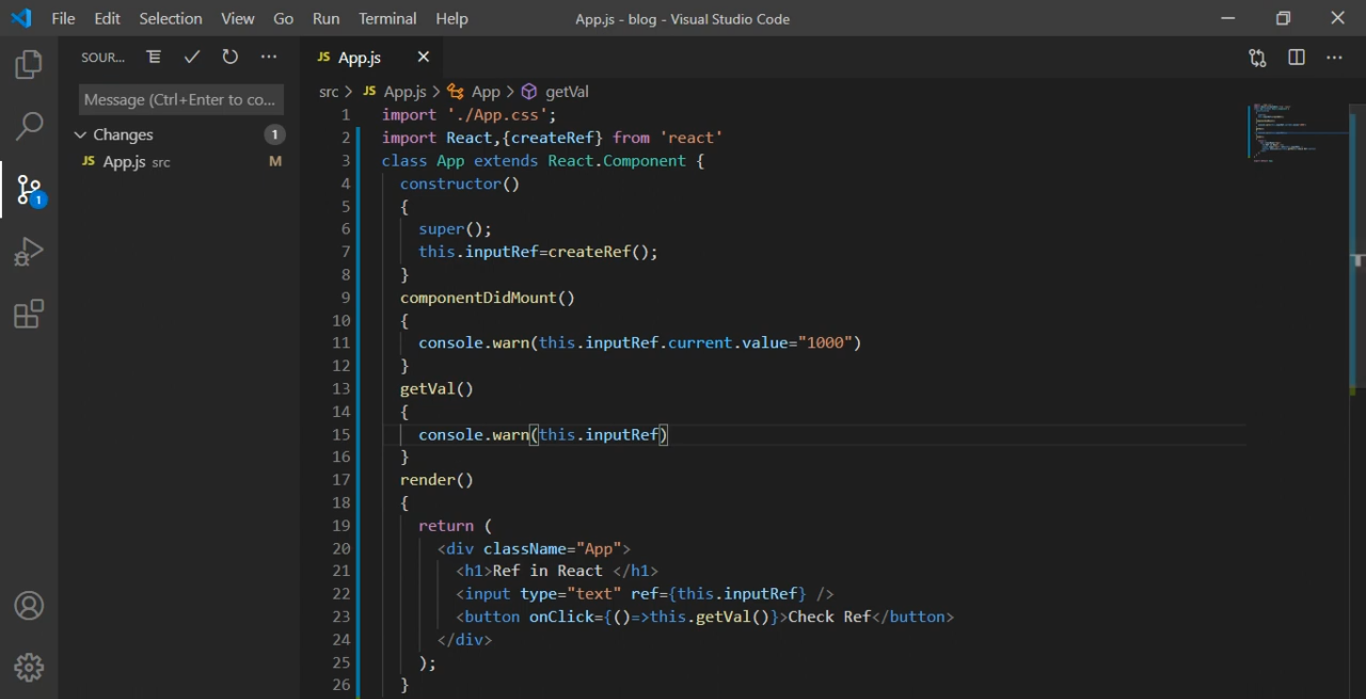 File Edit Selection View Go Run Terminal Help App.js - blog - Visual Studio Code
SOUR...
Message (Ctrl+Enter to co...
Changes 1
JS App.js src M
1
JS App.js
src > JS App.js > App > getVal
1 import './App.css';
2 import React,{createRef} from 'react'
3 class App extends React.Component {
4 constructor()
5 {
6 super();
7 this.inputRef=createRef();
8 }
9 componentDidMount()
10 {
11 console.warn(this.inputRef.current.value="1000")
12 }
13 getVal()
14 {
15 console.warn(this.inputRef)
16 }
17 render()
18 {
19 return (
20 <div className="App">
21 <h1>Ref in React </h1>
22 <input type="text" ref={this.inputRef} />
23 <button onClick={()=>this.getVal()}>Check Ref</button>
24 </div>
25 );
26 }